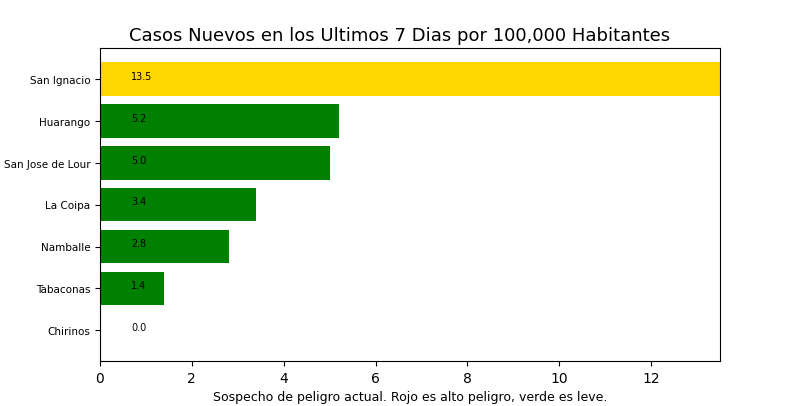 Casos Nuevos en los Ultimos 7 Dias por 100,000 Habitantes
San Ignacio 13.5
Huarango 5.2
San Jose de Lour 5.0
La Coipa 3.4
Namballe 2.8
Tabaconas 1.4
Chirinos 0.0
0 2 4 6 8 10 12
Sospecho de peligro actual. Rojo es alto peligro, verde es leve.